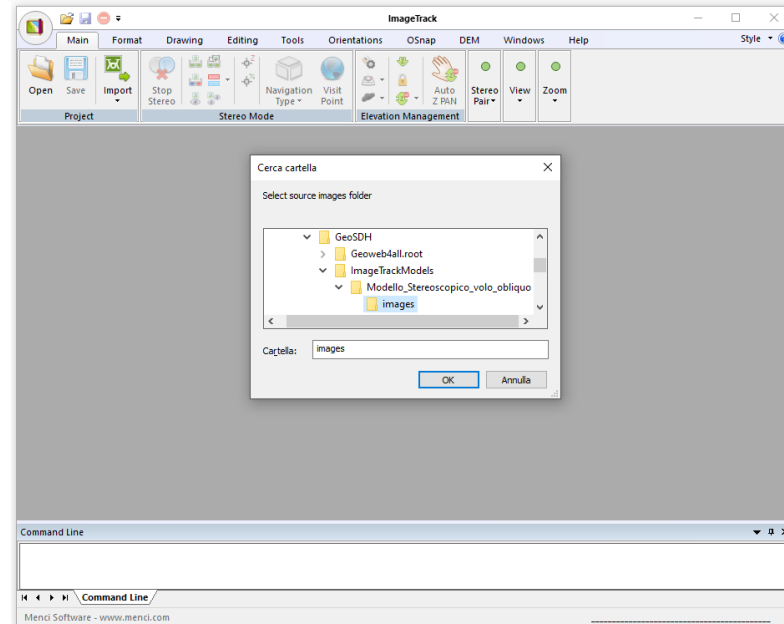 ImageTrack
Main Format Drawing Editing Tools Orientations OSnap DEM Windows Help Style
Open Save Import Stop Stereo Navigation Type Visit Point Auto Z PAN Stereo Pair View Zoom
Project Stereo Mode Elevation Management
Cerca cartella
Select source images folder
GeoSDH
Geoweb4all.root
ImageTrackModels
Modello_Stereoscopico_volo_obliquo
images
Cartella: images
OK Annulla
Command Line
Command Line
Menci Software - www.menci.com